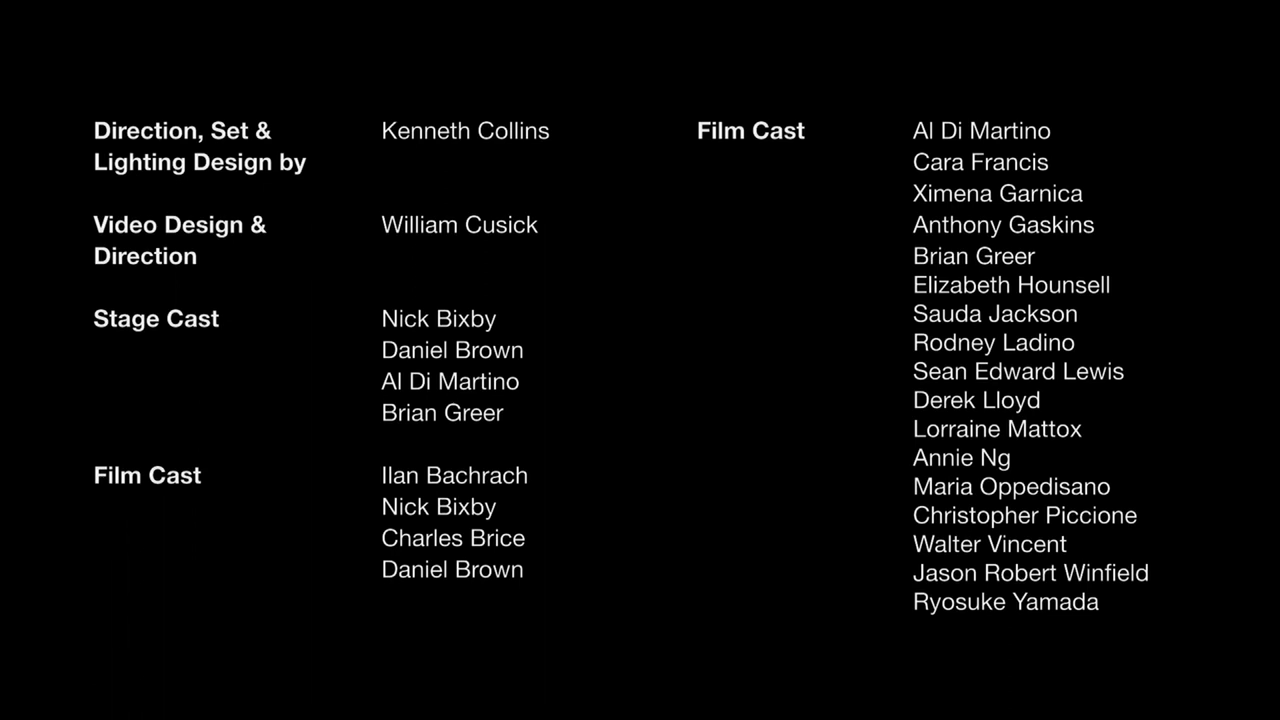 Direction, Set & Kenneth Collins
Lighting Design by
Video Design & William Cusick
Direction
Stage Cast Nick Bixby
Daniel Brown
Al Di Martino
Brian Greer
Film Cast Ilan Bachrach
Nick Bixby
Charles Brice
Daniel Brown
Film Cast Al Di Martino
Cara Francis
Ximena Garnica
Anthony Gaskins
Brian Greer
Elizabeth Hounsell
Sauda Jackson
Rodney Ladino
Sean Edward Lewis
Derek Lloyd
Lorraine Mattox
Annie Ng
Maria Oppedisano
Christopher Piccione
Walter Vincent
Jason Robert Winfield
Ryosuke Yamada